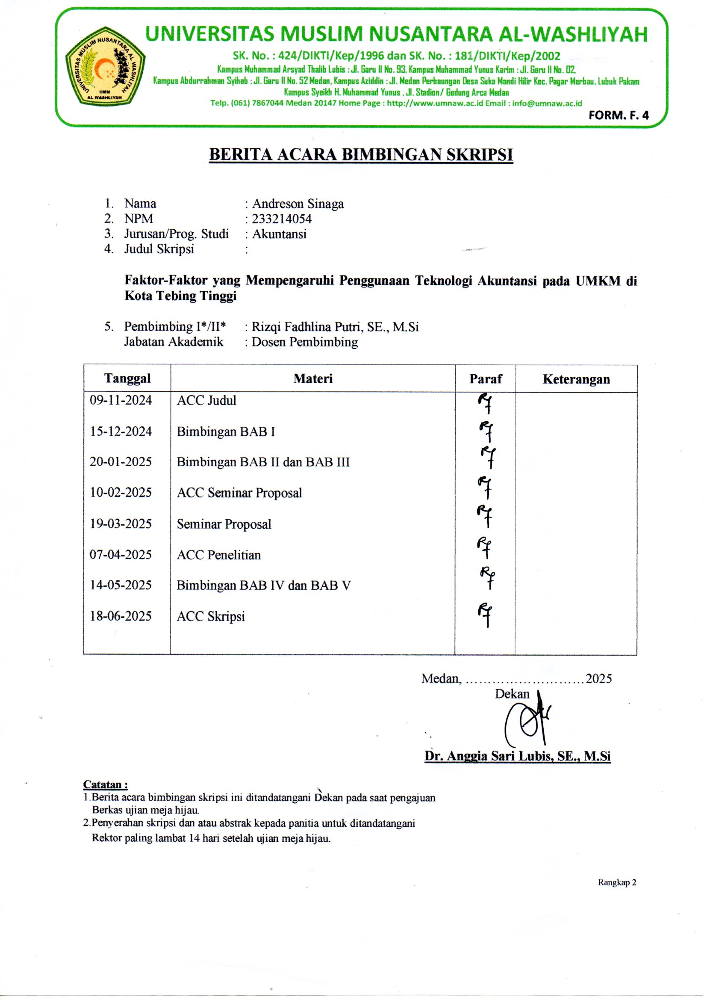 UNIVERSITAS MUSLIM NUSANTARA AL-WASHLIYAH
SK. No. : 424/DIKTI/Kep/1996 dan SK. No. : 181/DIKTI/Kep/2002
Kampus Muhammad Arsyad Thalib Lubis : Jl. Garu II No. 93, Kampus Muhammad Yunus Karim : Jl. Garu II No. 02,
Kampus Abdurrahman Syihab : Jl. Garu II No. 52 Medan, Kampus Aziddin : Jl. Medan Perbaungan Desa Suka Mandi Hilir Kec. Pagar Merbau, Lubuk Pakam
Kampus Syeikh H. Muhammad Yunus , Jl. Stadion/ Gedung Arca Medan
Telp. (061) 7867044 Medan 20147 Home Page : http://www.umnaw.ac.id Email : info@umnaw.ac.id
FORM. F. 4
UNIVERSITAS MUSLIM NUSANTARA AL WASHLIYAH
UMN
AL WASHLIYAH
BERITA ACARA BIMBINGAN SKRIPSI
1. Nama : Andreson Sinaga
2. NPM : 233214054
3. Jurusan/Prog. Studi : Akuntansi
4. Judul Skripsi :
Faktor-Faktor yang Mempengaruhi Penggunaan Teknologi Akuntansi pada UMKM di
Kota Tebing Tinggi
5. Pembimbing I*/II* : Rizqi Fadhlina Putri, SE., M.Si
Jabatan Akademik : Dosen Pembimbing
Tanggal Materi Paraf Keterangan
09-11-2024 ACC Judul
15-12-2024 Bimbingan BAB I
20-01-2025 Bimbingan BAB II dan BAB III
10-02-2025 ACC Seminar Proposal
19-03-2025 Seminar Proposal
07-04-2025 ACC Penelitian
14-05-2025 Bimbingan BAB IV dan BAB V
18-06-2025 ACC Skripsi
Medan, ...........................2025
Dekan
Dr. Anggia Sari Lubis, SE., M.Si
Catatan :
1.Berita acara bimbingan skripsi ini ditandatangani Dekan pada saat pengajuan
Berkas ujian meja hijau.
2.Penyerahan skripsi dan atau abstrak kepada panitia untuk ditandatangani
Rektor paling lambat 14 hari setelah ujian meja hijau.
Rangkap 2